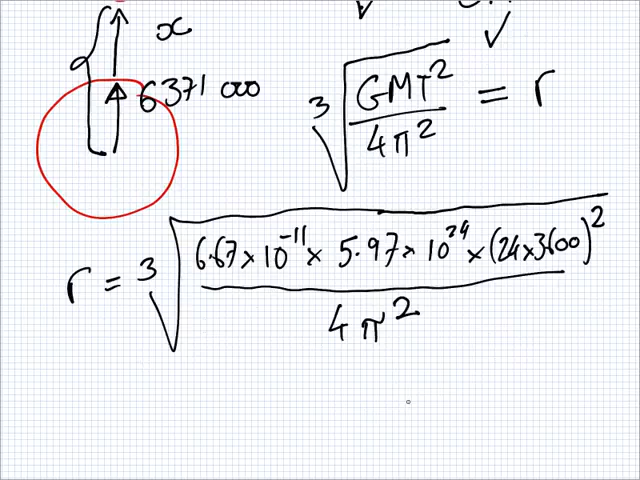 x
6371 000
∛(GMT²/4π²) = r
r = ∛(6.67 × 10⁻¹¹ × 5.97 × 10²⁴ × (24×3600)²/4π²)